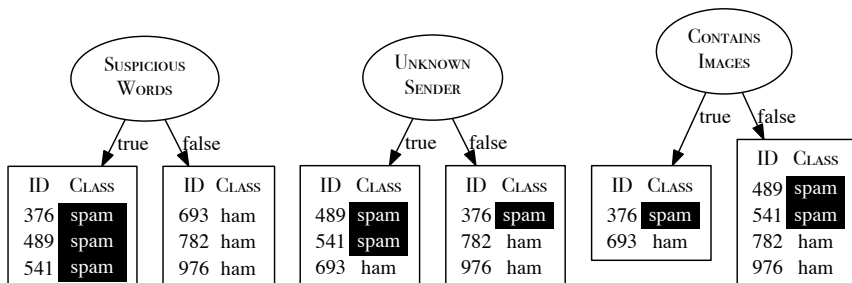 Suspicious
Words
true
false
ID Class
376 spam
489 spam
541 spam
ID Class
693 ham
782 ham
976 ham
Unknown
Sender
true
false
ID Class
489 spam
541 spam
693 ham
ID Class
376 spam
782 ham
976 ham
Contains
Images
true
false
ID Class
376 spam
693 ham
ID Class
489 spam
541 spam
782 ham
976 ham